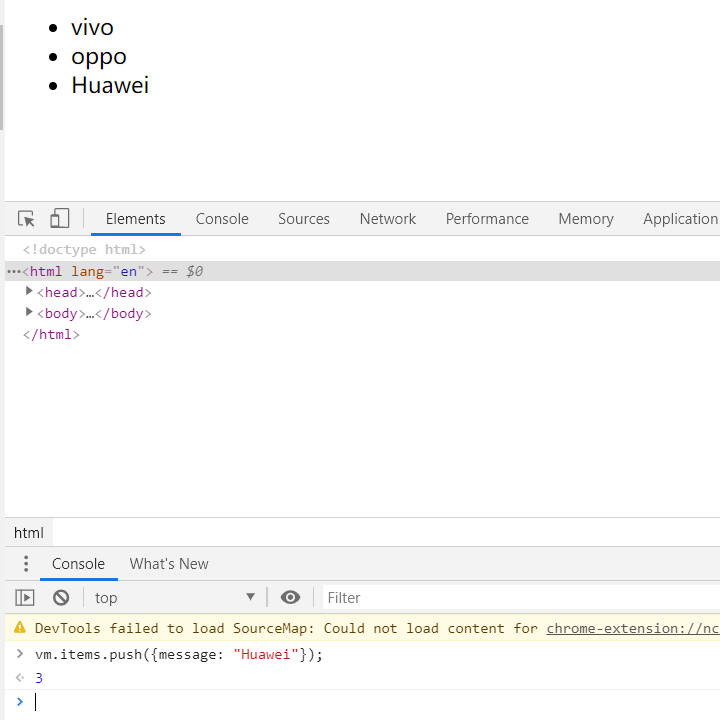 vivo
oppo
Huawei
Elements Console Sources Network Performance Memory Application
<!doctype html>
…<html lang="en"> == $0
<head>…</head>
<body>…</body>
</html>
html
Console What's New
top Filter
DevTools failed to load SourceMap: Could not load content for chrome-extension://nc
> vm.items.push({message: "Huawei"});
3
>